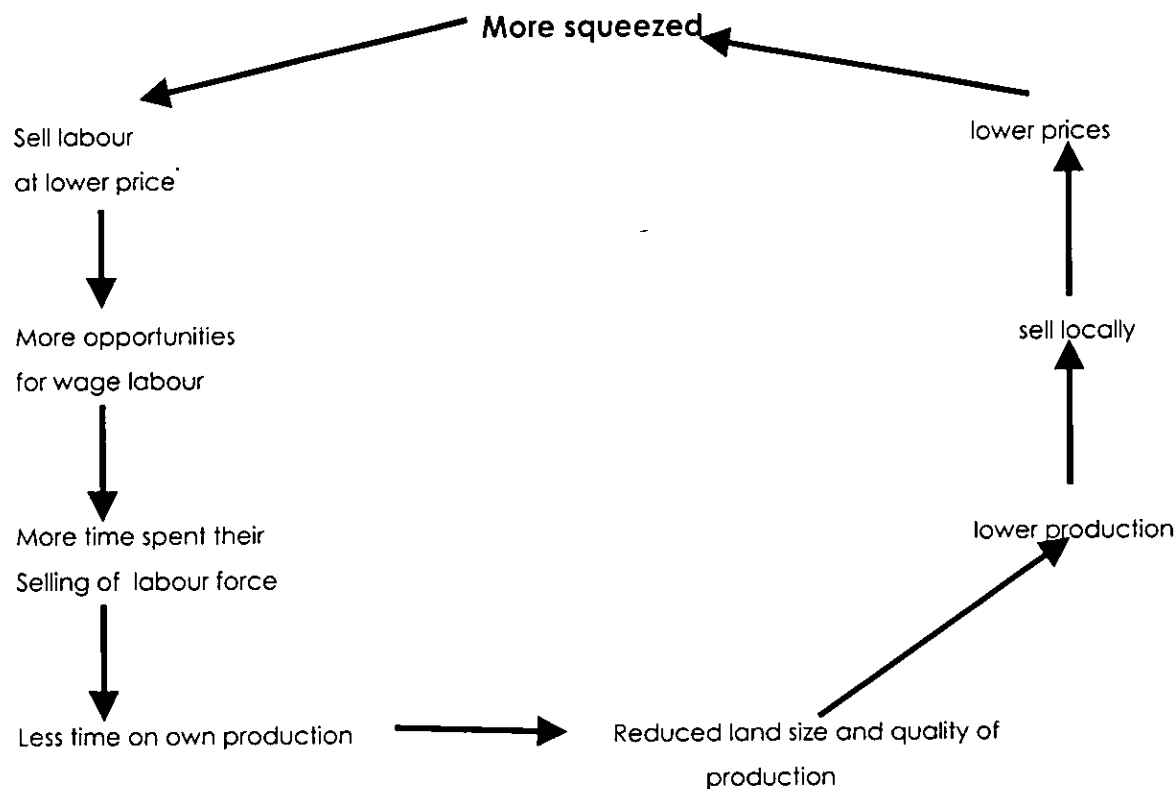 More squeezed
Sell labour
at lower price
lower prices
More opportunities
for wage labour
sell locally
More time spent their
Selling of labour force
lower production
Less time on own production
Reduced land size and quality of
production